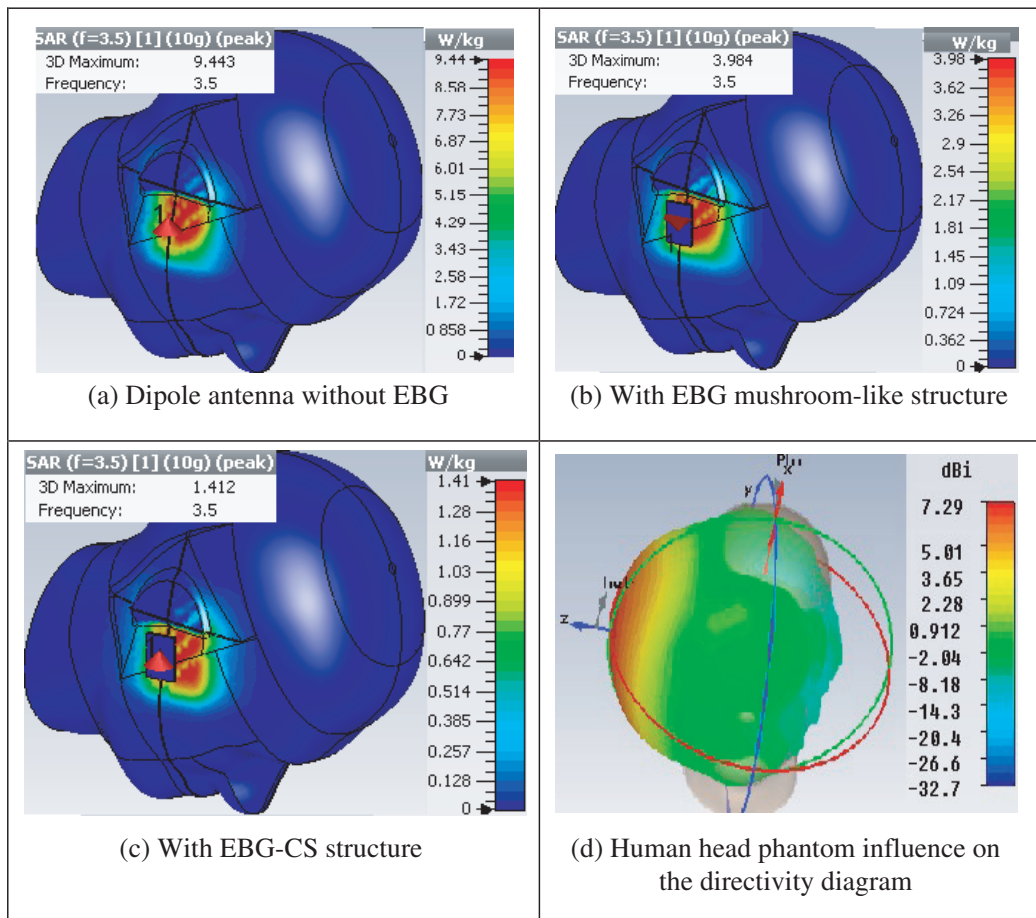 SAR (f=3.5) [1] (10g) (peak)
3D Maximum: 9.443
Frequency: 3.5
W/kg
9.44
8.58
7.73
6.87
6.01
5.15
4.29
3.43
2.58
1.72
0 858
0
1
(a) Dipole antenna without EBG
SAR (f=3.5) [1] (10g) (peak)
3D Maximum: 3.984
Frequency: 3.5
W/kg
3.98
3.62
3.26
2.9
2.54
2.17
1.81
1.45
1.09
0.724
0.362
0
(b) With EBG mushroom-like structure
SAR (f=3.5) [1] (10g) (peak)
3D Maximum: 1.412
Frequency: 3.5
W/kg
1.41
1.28
1.16
1.03
0.899
0.77
0.642
0.514
0.385
0.257
0.128
0
(c) With EBG-CS structure
x
y
z
dBi
7.29
5.01
3.65
2.28
0.912
-2.04
-8.18
-14.3
-20.4
-26.6
-32.7
(d) Human head phantom influence on
the directivity diagram